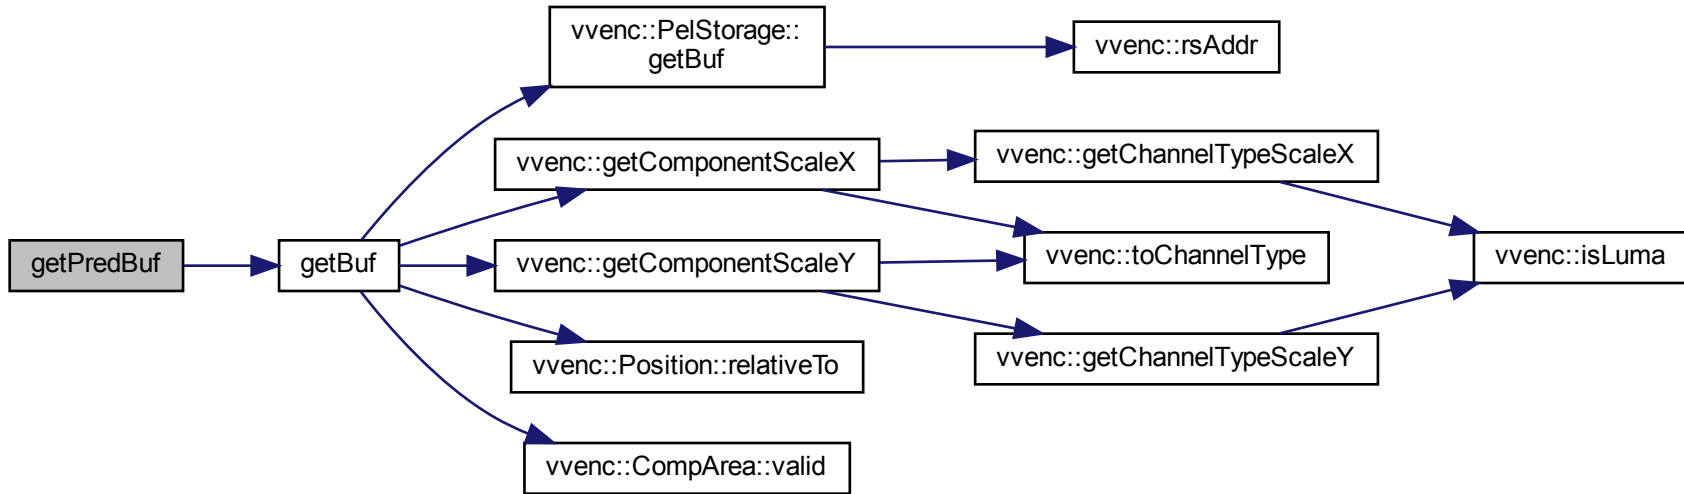 getPredBuf
getBuf
vvenc::PelStorage::
getBuf
vvenc::getComponentScaleX
vvenc::getComponentScaleY
vvenc::Position::relativeTo
vvenc::CompArea::valid
vvenc::rsAddr
vvenc::getChannelTypeScaleX
vvenc::toChannelType
vvenc::getChannelTypeScaleY
vvenc::isLuma